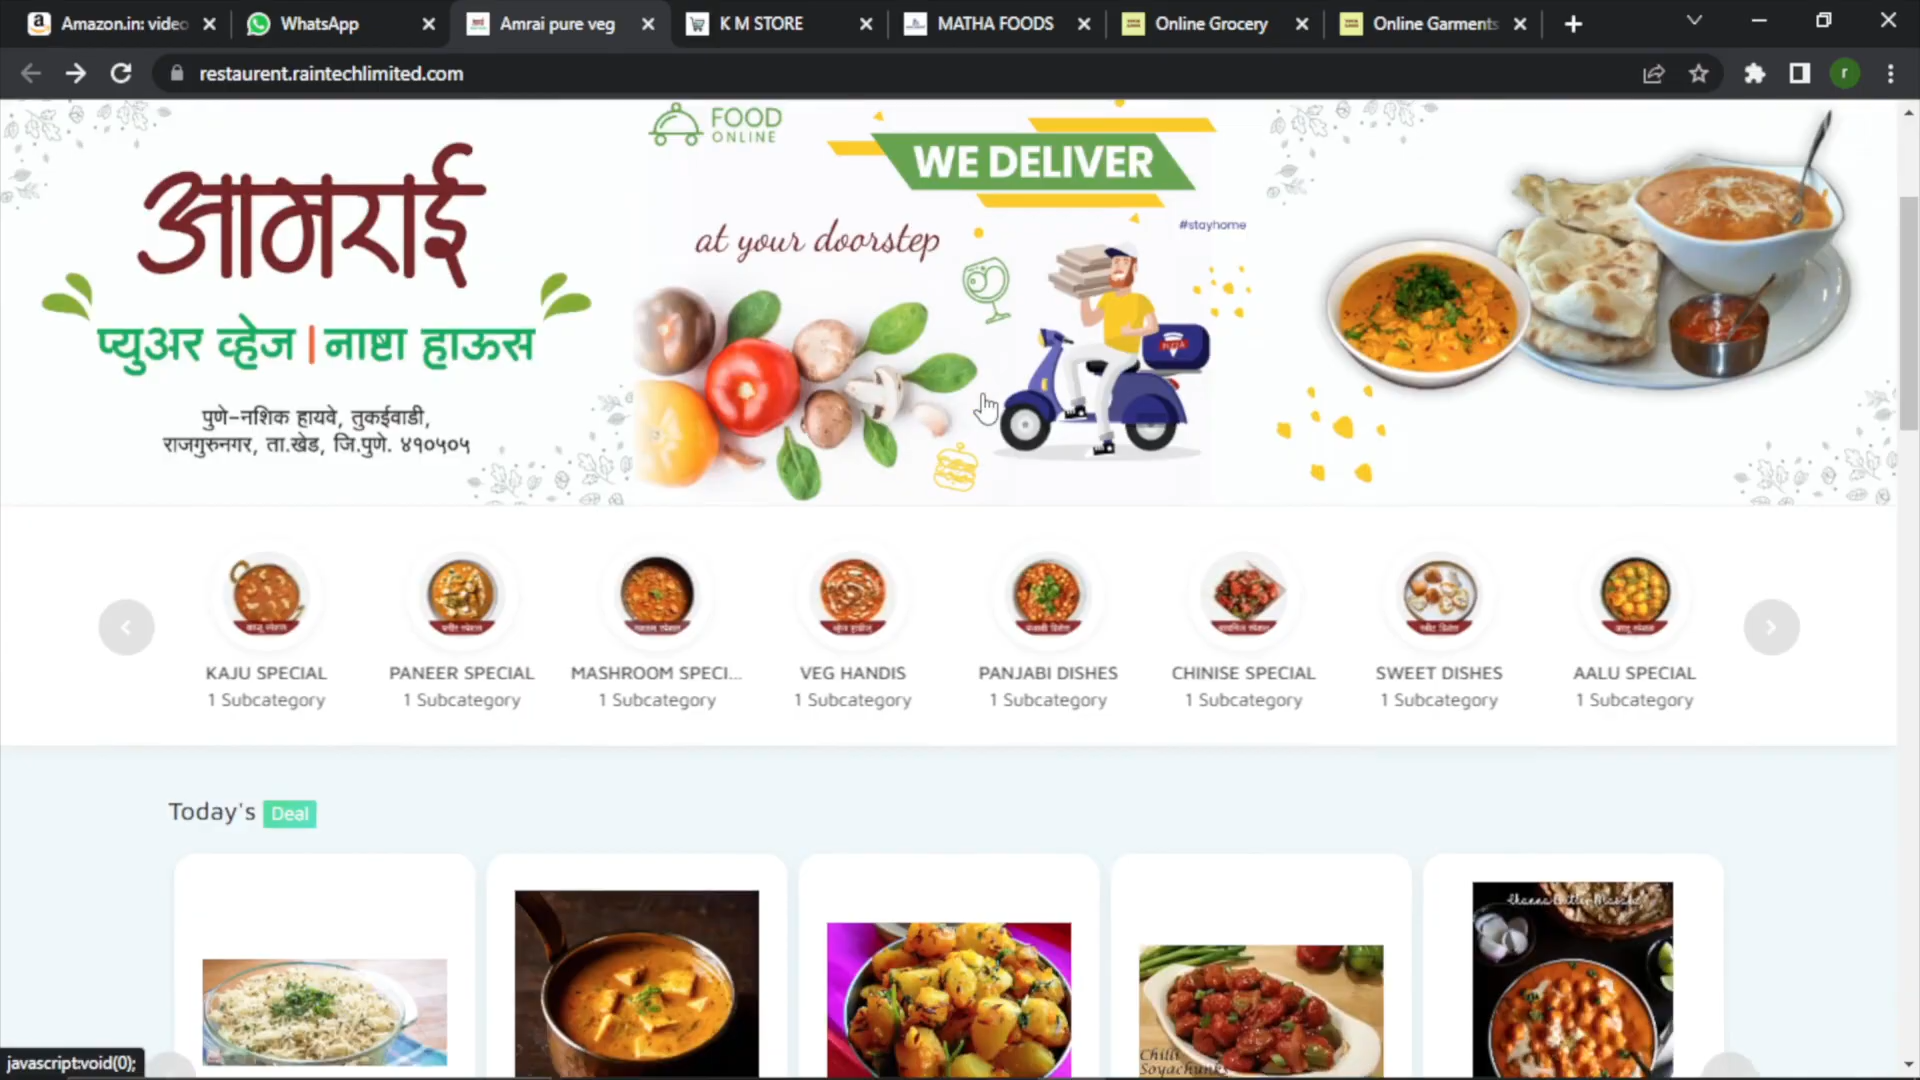 Amazon.in: video
WhatsApp
Amrai pure veg
K M STORE
MATHA FOODS
Online Grocery
Online Garments
restaurent.raintechlimited.com
r
आमराई
प्युअर व्हेज | नाष्टा हाऊस
पुणे-नशिक हायवे, तुकईवाडी,
राजगुरुनगर, ता.खेड, जि.पुणे. ४१०५०५
FOOD
ONLINE
WE DELIVER
at your doorstep
#stayhome
PIZZA
KAJU SPECIAL
1 Subcategory
PANEER SPECIAL
1 Subcategory
MASHROOM SPECI...
1 Subcategory
VEG HANDIS
1 Subcategory
PANJABI DISHES
1 Subcategory
CHINISE SPECIAL
1 Subcategory
SWEET DISHES
1 Subcategory
AALU SPECIAL
1 Subcategory
Today's Deal
Chilli
Soyachunks
javascript:void(0);